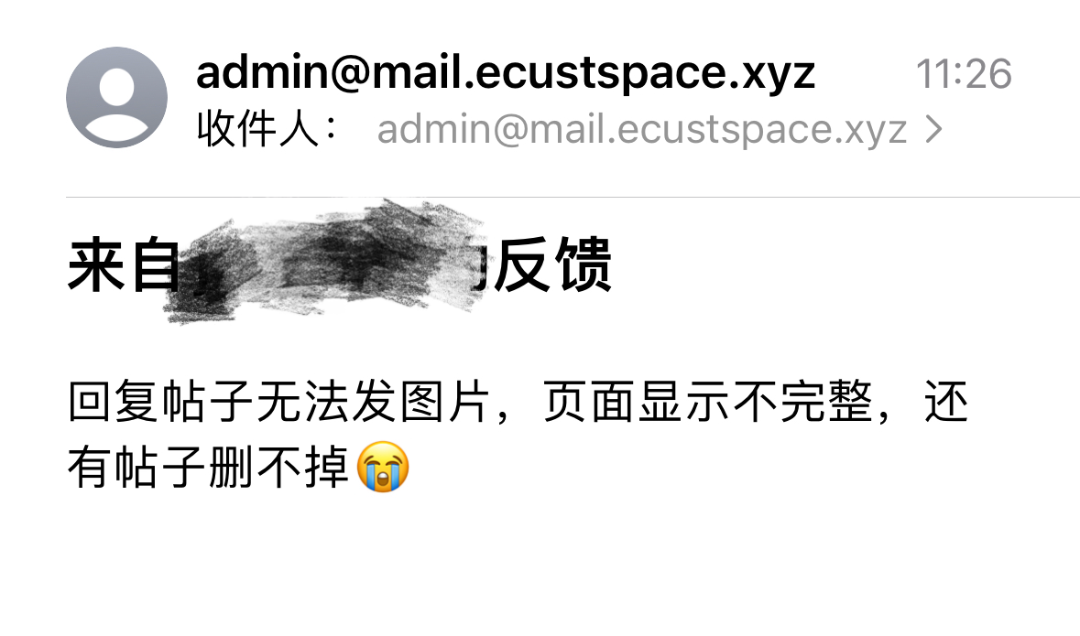 admin@mail.ecustspace.xyz 11:26
收件人： admin@mail.ecustspace.xyz >
来自 反馈
回复帖子无法发图片，页面显示不完整，还
有帖子删不掉😭